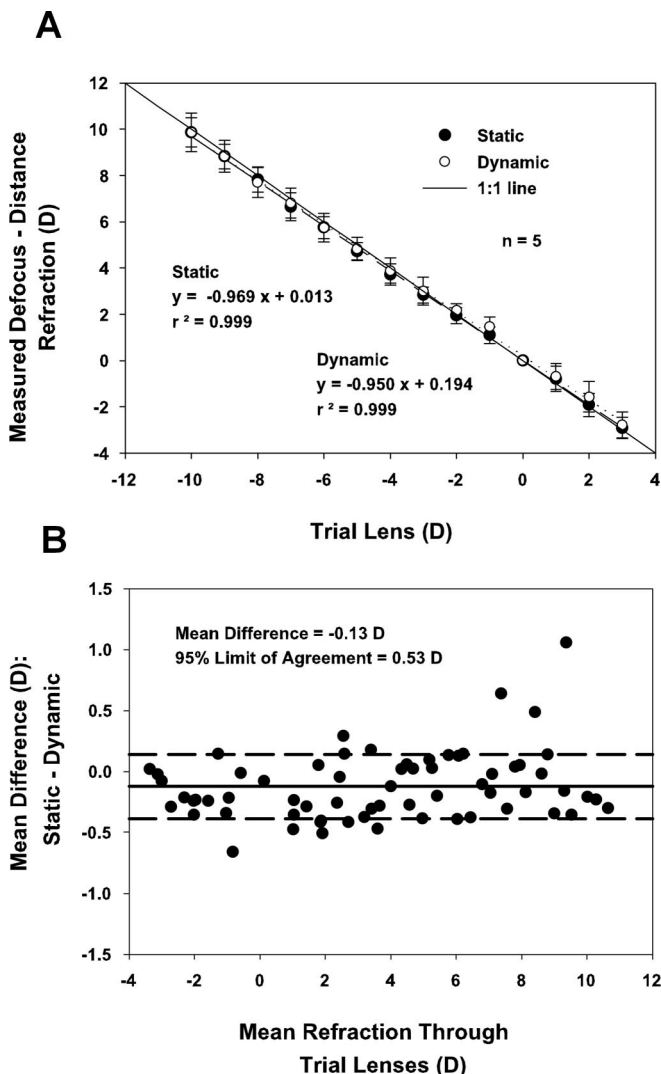 A
12
10
8
6
4
2
0
-2
-4
-12 -10 -8 -6 -4 -2 0 2 4
Measured Defocus - Distance
Refraction (D)
Trial Lens (D)
Static
Dynamic
1:1 line
n = 5
Static
y = -0.969 x + 0.013
r ² = 0.999
Dynamic
y = -0.950 x + 0.194
r ² = 0.999
B
1.5
1.0
0.5
0.0
-0.5
-1.0
-1.5
-4 -2 0 2 4 6 8 10 12
Mean Difference (D):
Static - Dynamic
Mean Difference = -0.13 D
95% Limit of Agreement = 0.53 D
Mean Refraction Through
Trial Lenses (D)